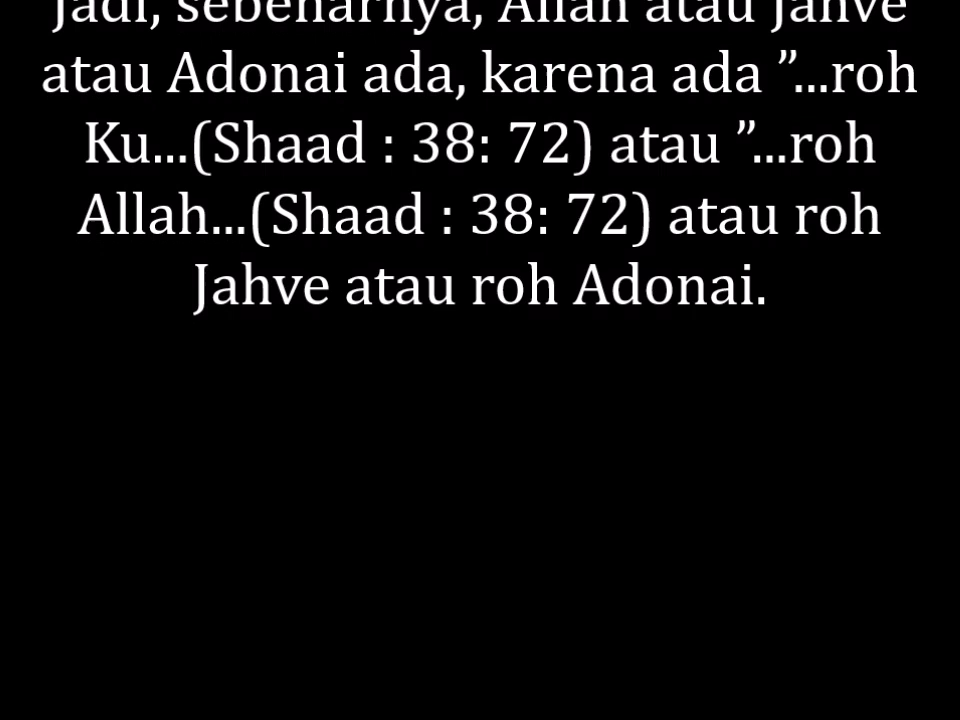 Jadi, sebenarnya, Allah atau Jahve
atau Adonai ada, karena ada ”...roh
Ku...(Shaad : 38: 72) atau ”...roh
Allah...(Shaad : 38: 72) atau roh
Jahve atau roh Adonai.